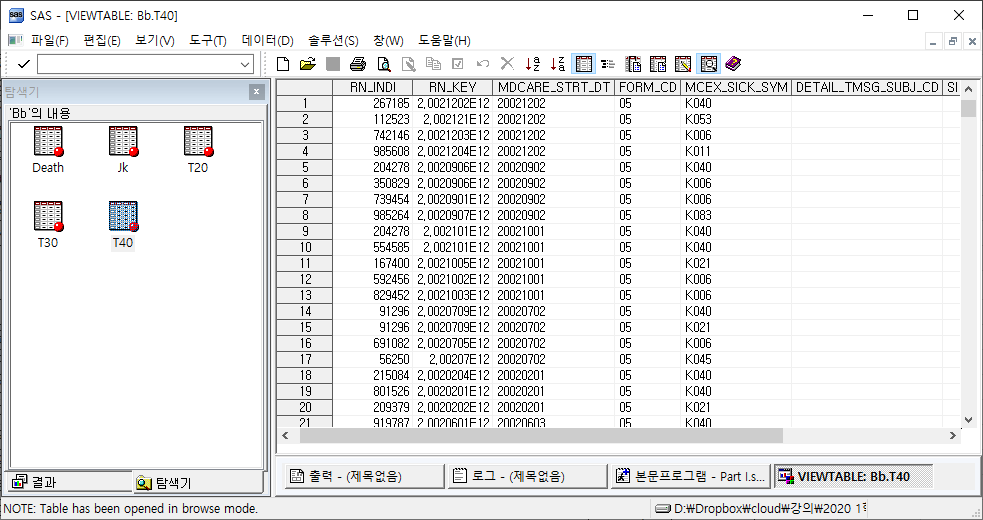 SAS - [VIEWTABLE: Bb.T40]
파일(F) 편집(E) 보기(V) 도구(T) 데이터(D) 솔루션(S) 창(W) 도움말(H)
탐색기
'Bb'의 내용
Death Jk T20
T30 T40
RN_INDI RN_KEY MDCARE_STRT_DT FORM_CD MCEX_SICK_SYM DETAIL_TMSG_SUBJ_CD SI
1 267185 2,0021202E12 20021202 05 K040
2 112523 2,002121E12 20021202 05 K053
3 742146 2,0021203E12 20021202 05 K006
4 985608 2,0021204E12 20021202 05 K011
5 204278 2,0020906E12 20020902 05 K040
6 350829 2,0020906E12 20020902 05 K006
7 739454 2,0020901E12 20020902 05 K006
8 985264 2,0020907E12 20020902 05 K083
9 204278 2,002101E12 20021001 05 K040
10 554585 2,002101E12 20021001 05 K040
11 167400 2,0021005E12 20021001 05 K021
12 592456 2,0021002E12 20021001 05 K006
13 829452 2,0021003E12 20021001 05 K006
14 91296 2,0020709E12 20020702 05 K040
15 91296 2,0020709E12 20020702 05 K021
16 691082 2,0020705E12 20020702 05 K006
17 56250 2,00207E12 20020702 05 K045
18 215084 2,0020204E12 20020201 05 K040
19 801526 2,0020201E12 20020201 05 K040
20 209379 2,0020202E12 20020201 05 K021
21 919787 2,0020601E12 20020603 05 K040
결과 탐색기
출력 - (제목없음) 로그 - (제목없음) 본문프로그램 - Part I.s... VIEWTABLE: Bb.T40
NOTE: Table has been opened in browse mode. D:₩Dropbox₩cloud₩강의₩2020 1학